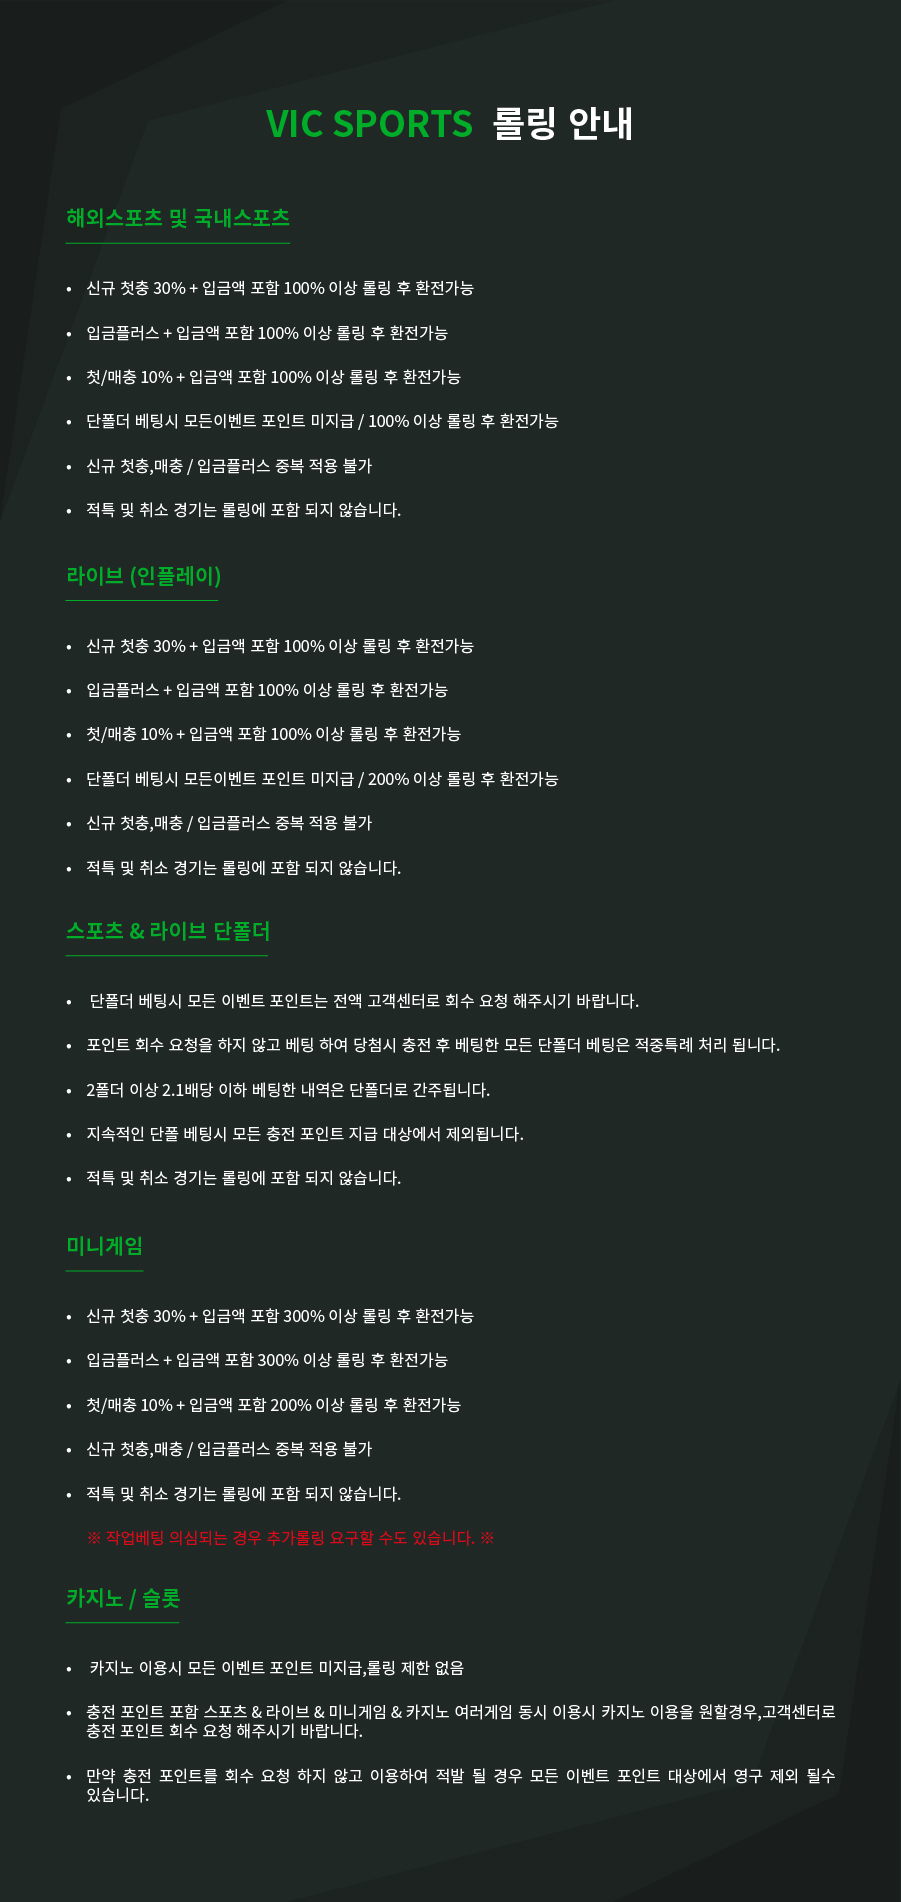 VIC SPORTS 롤링 안내
해외스포츠 및 국내스포츠
• 신규 첫충 30% + 입금액 포함 100% 이상 롤링 후 환전가능
• 입금플러스 + 입금액 포함 100% 이상 롤링 후 환전가능
• 첫/매충 10% + 입금액 포함 100% 이상 롤링 후 환전가능
• 단폴더 베팅시 모든이벤트 포인트 미지급 / 100% 이상 롤링 후 환전가능
• 신규 첫충,매충 / 입금플러스 중복 적용 불가
• 적특 및 취소 경기는 롤링에 포함 되지 않습니다.
라이브 (인플레이)
• 신규 첫충 30% + 입금액 포함 100% 이상 롤링 후 환전가능
• 입금플러스 + 입금액 포함 100% 이상 롤링 후 환전가능
• 첫/매충 10% + 입금액 포함 100% 이상 롤링 후 환전가능
• 단폴더 베팅시 모든이벤트 포인트 미지급 / 200% 이상 롤링 후 환전가능
• 신규 첫충,매충 / 입금플러스 중복 적용 불가
• 적특 및 취소 경기는 롤링에 포함 되지 않습니다.
스포츠 & 라이브 단폴더
• 단폴더 베팅시 모든 이벤트 포인트는 전액 고객센터로 회수 요청 해주시기 바랍니다.
• 포인트 회수 요청을 하지 않고 베팅 하여 당첨시 충전 후 베팅한 모든 단폴더 베팅은 적중특례 처리 됩니다.
• 2폴더 이상 2.1배당 이하 베팅한 내역은 단폴더로 간주됩니다.
• 지속적인 단폴 베팅시 모든 충전 포인트 지급 대상에서 제외됩니다.
• 적특 및 취소 경기는 롤링에 포함 되지 않습니다.
미니게임
• 신규 첫충 30% + 입금액 포함 300% 이상 롤링 후 환전가능
• 입금플러스 + 입금액 포함 300% 이상 롤링 후 환전가능
• 첫/매충 10% + 입금액 포함 200% 이상 롤링 후 환전가능
• 신규 첫충,매충 / 입금플러스 중복 적용 불가
• 적특 및 취소 경기는 롤링에 포함 되지 않습니다.
※ 작업베팅 의심되는 경우 추가롤링 요구할 수도 있습니다. ※
카지노 / 슬롯
• 카지노 이용시 모든 이벤트 포인트 미지급,롤링 제한 없음
• 충전 포인트 포함 스포츠 & 라이브 & 미니게임 & 카지노 여러게임 동시 이용시 카지노 이용을 원할경우,고객센터로
충전 포인트 회수 요청 해주시기 바랍니다.
• 만약 충전 포인트를 회수 요청 하지 않고 이용하여 적발 될 경우 모든 이벤트 포인트 대상에서 영구 제외 될수
있습니다.